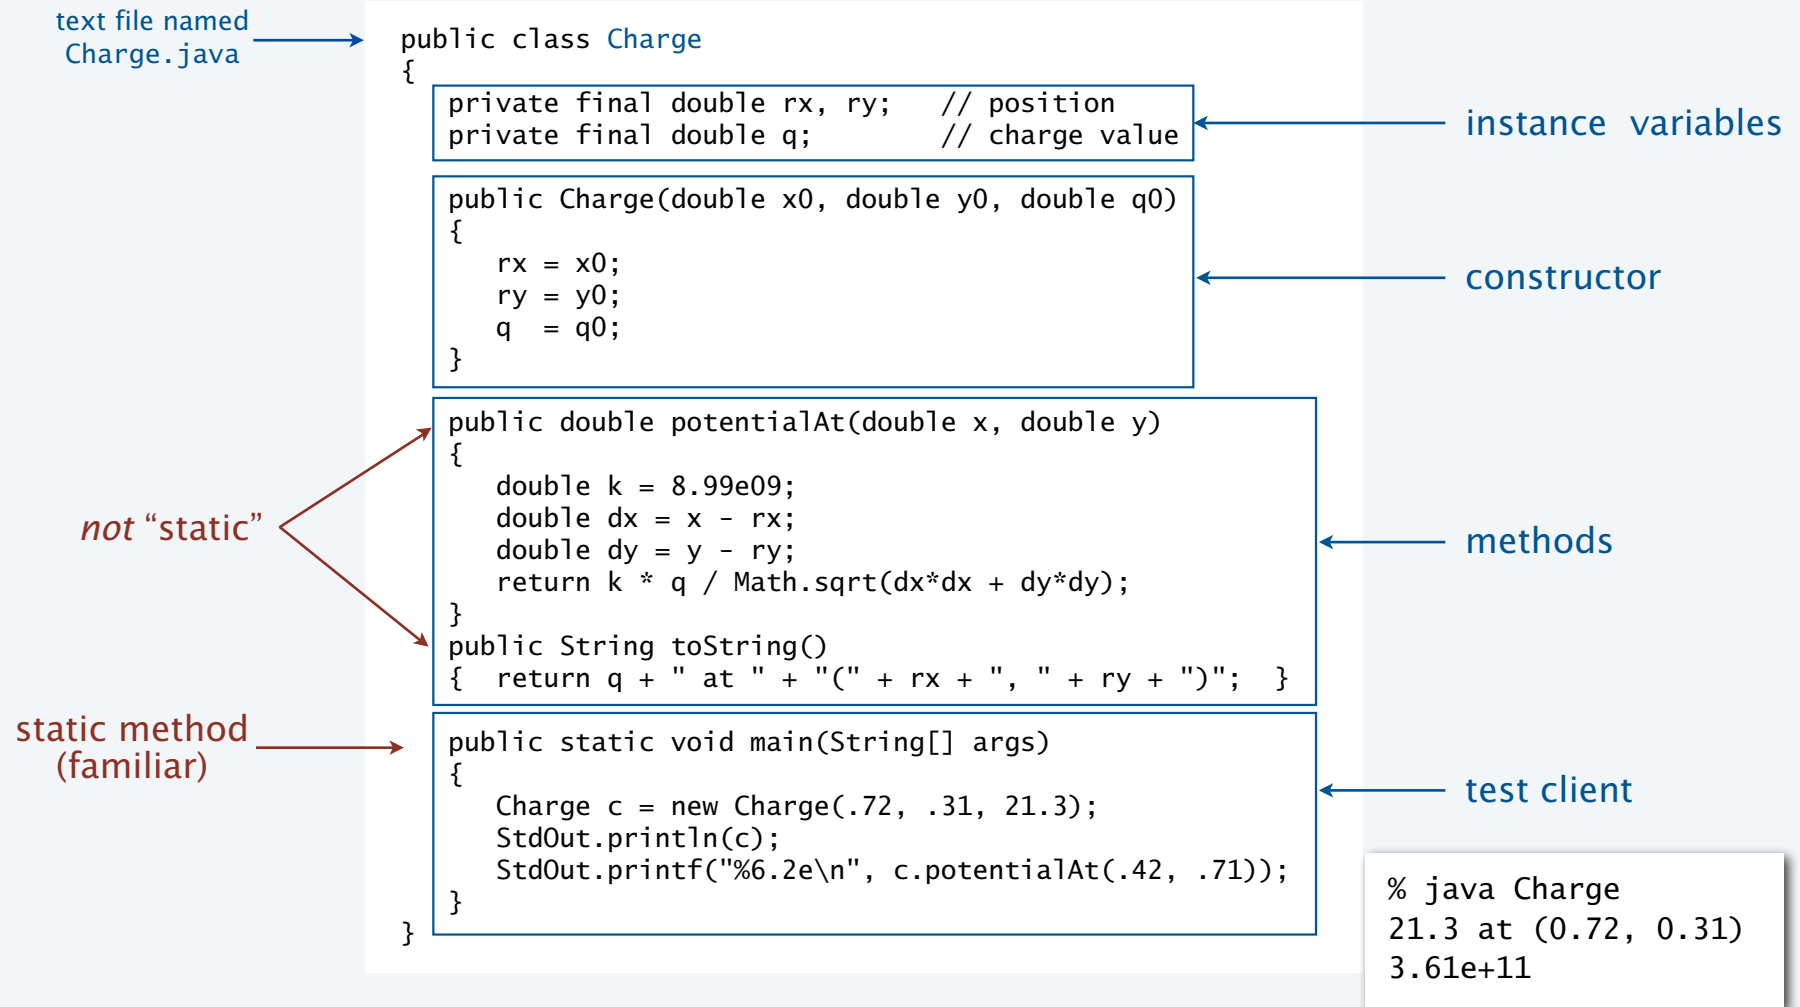 text file named
Charge.java
public class Charge
{
private final double rx, ry;   // position
private final double q;        // charge value
instance variables
public Charge(double x0, double y0, double q0)
{
rx = x0;
ry = y0;
q  = q0;
}
constructor
public double potentialAt(double x, double y)
{
double k = 8.99e09;
double dx = x - rx;
double dy = y - ry;
return k * q / Math.sqrt(dx*dx + dy*dy);
}
public String toString()
{  return q + " at " + "(" + rx + ", " + ry + ")";  }
not “static”
methods
static method
(familiar)
public static void main(String[] args)
{
Charge c = new Charge(.72, .31, 21.3);
StdOut.println(c);
StdOut.printf("%6.2e\n", c.potentialAt(.42, .71));
}
}
test client
% java Charge
21.3 at (0.72, 0.31)
3.61e+11